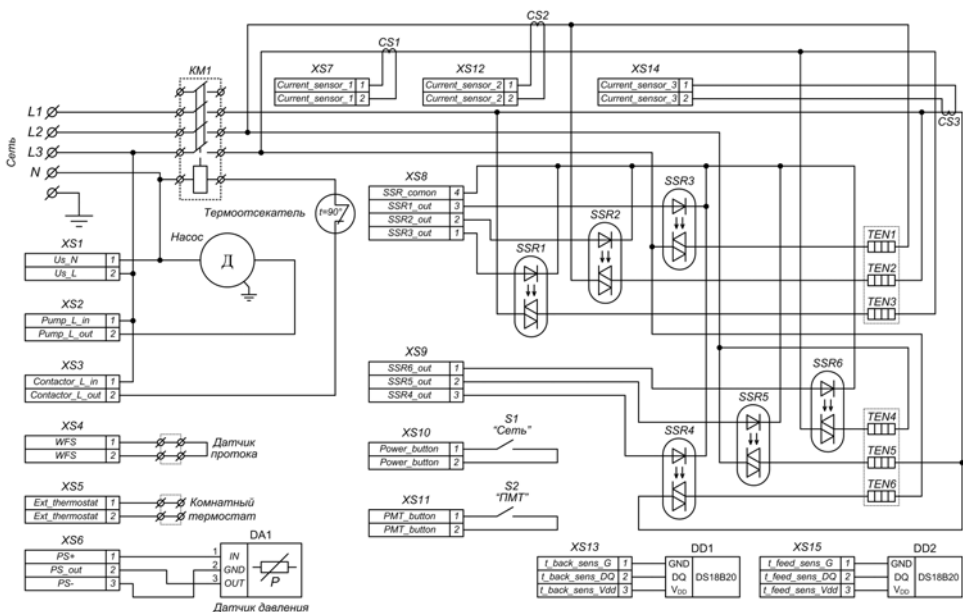 CS2
CS1
KM1
XS7
Current_sensor_1 1
Current_sensor_1 2
XS12
Current_sensor_2 1
Current_sensor_2 2
XS14
Current_sensor_3 1
Current_sensor_3 2
CS3
Сеть
L1
L2
L3
N
Термоотсекатель
t=90°
XS8
SSR_comon 4
SSR1_out 3
SSR2_out 2
SSR3_out 1
SSR1
SSR2
SSR3
TEN1
TEN2
TEN3
Насос
Д
XS1
Us_N 1
Us_L 2
XS2
Pump_L_in 1
Pump_L_out 2
XS3
Contactor_L_in 1
Contactor_L_out 2
XS9
SSR6_out 1
SSR5_out 2
SSR4_out 3
SSR4
SSR5
SSR6
TEN4
TEN5
TEN6
XS4
WFS 1
WFS 2
Датчик
протока
XS10
Power_button 1
Power_button 2
S1
"Сеть"
XS5
Ext_thermostat 1
Ext_thermostat 2
Комнатный
термостат
XS11
PMT_button 1
PMT_button 2
S2
"ПМТ"
XS6
PS+ 1
PS_out 2
PS- 3
DA1
1 IN
2 GND
3 OUT
P
Датчик давления
XS13
t_back_sens_G 1
t_back_sens_DQ 2
t_back_sens_Vdd 3
DD1
GND
DQ DS18B20
VDD
XS15
t_feed_sens_G 1
t_feed_sens_DQ 2
t_feed_sens_Vdd 3
DD2
GND
DQ DS18B20
VDD